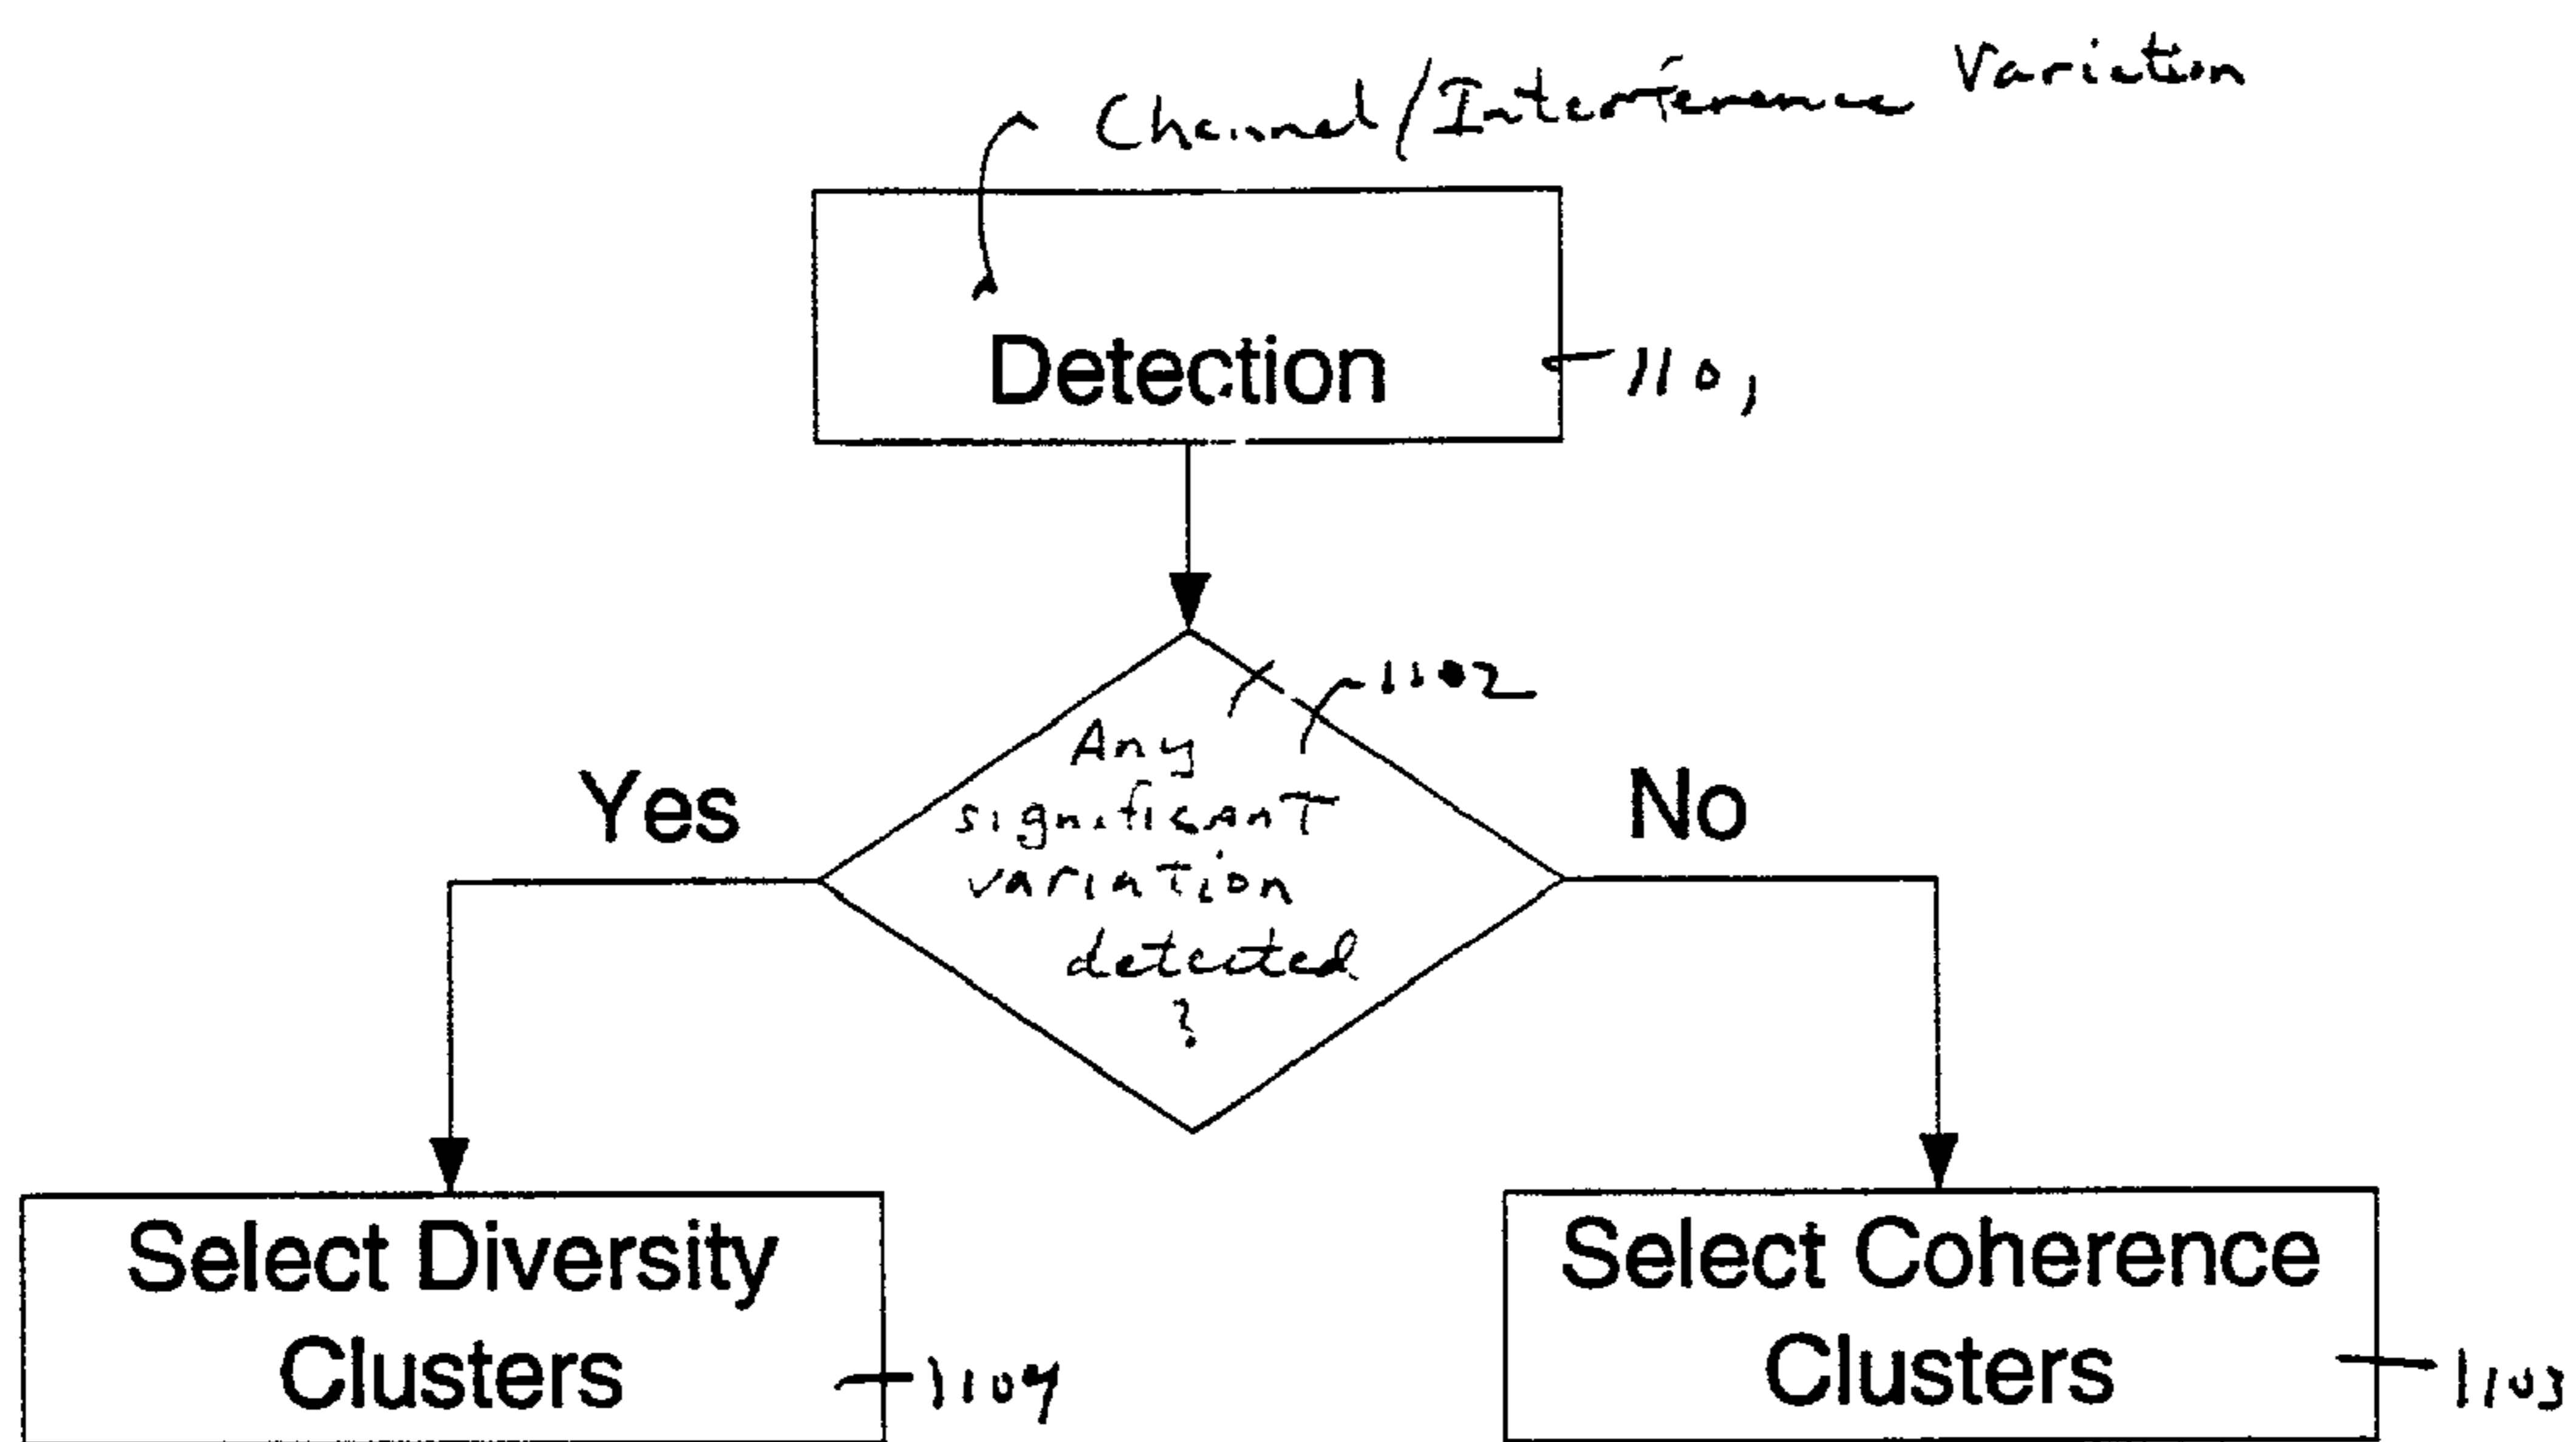 Channel/Interference Variation
Detection
1101
1102
Any
significant
variation
detected
?
Yes
No
Select Diversity
Clusters
1104
Select Coherence
Clusters
1103